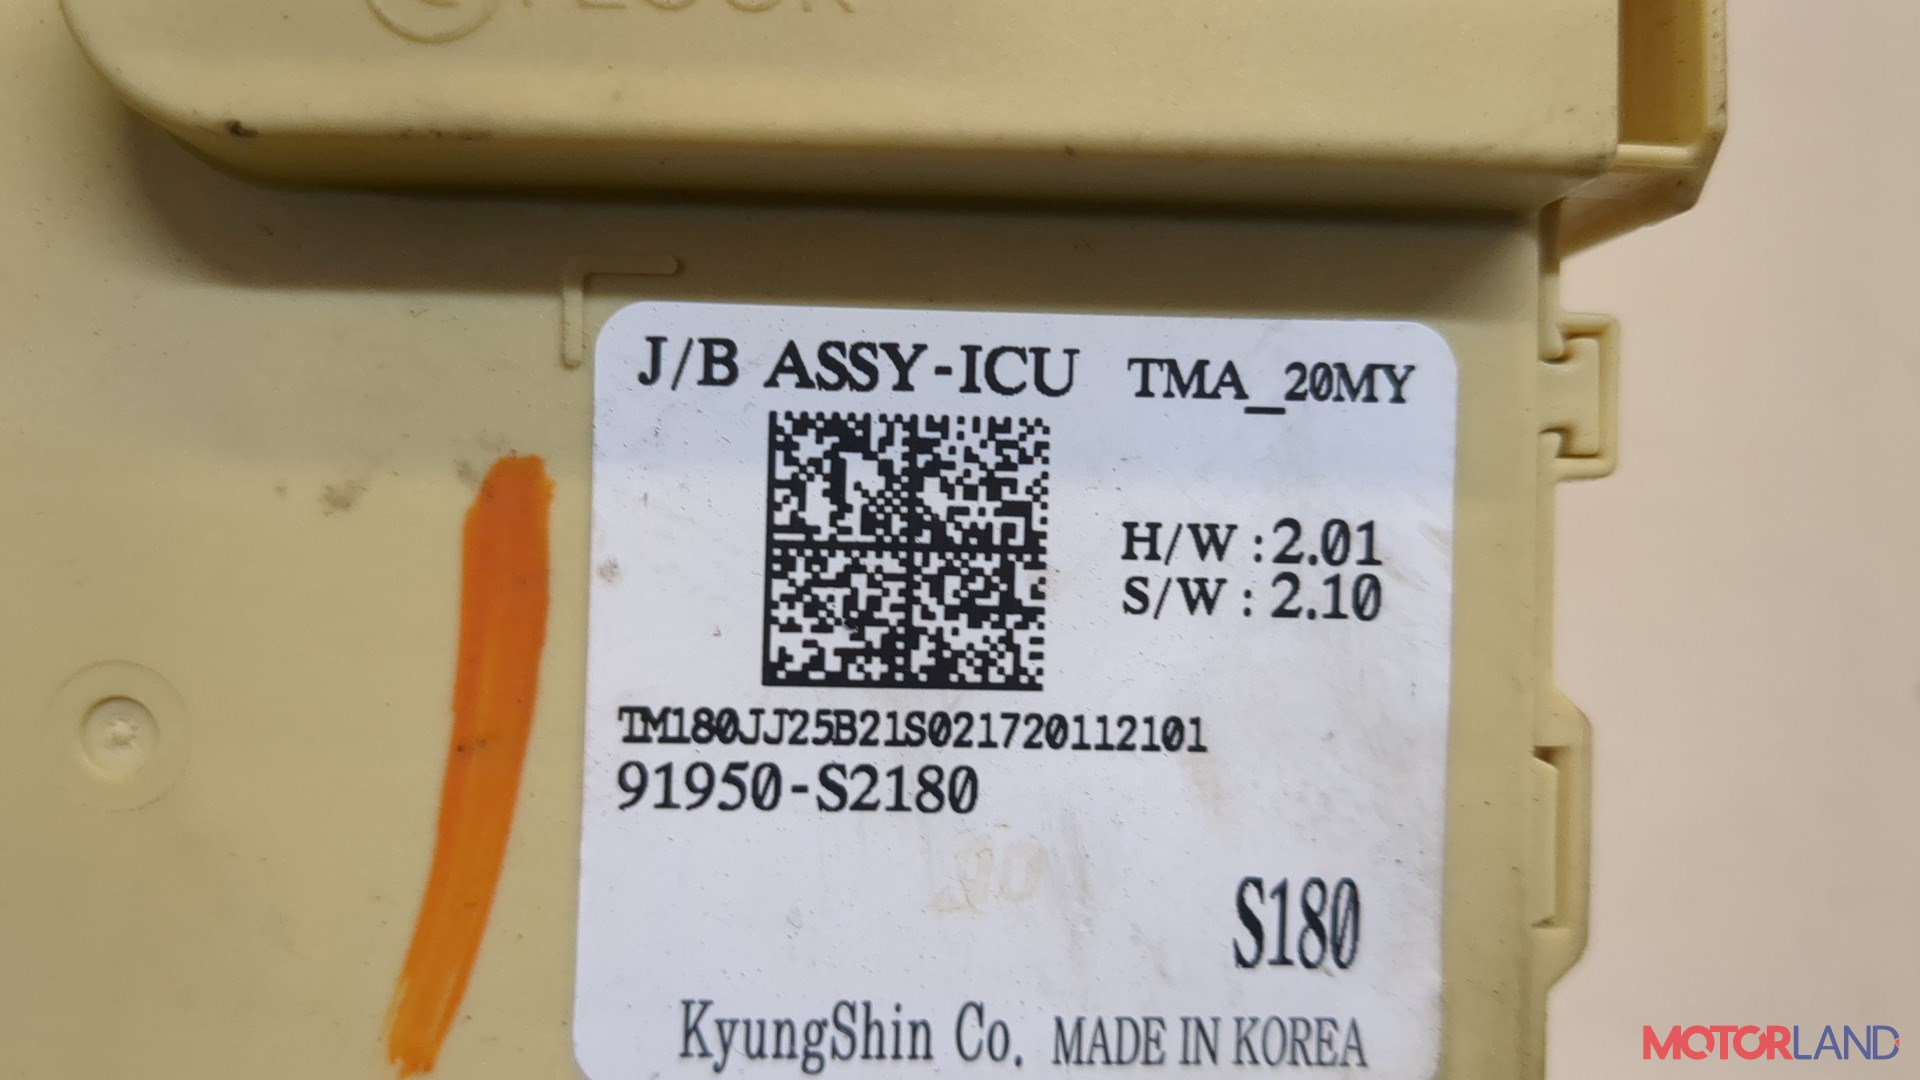 J/B ASSY-ICU TMA_20MY
H/W : 2.01
S/W : 2.10
TM180JJ25B21S021720112101
91950-S2180
S180
KyungShin Co. MADE IN KOREA
MOTORLAND